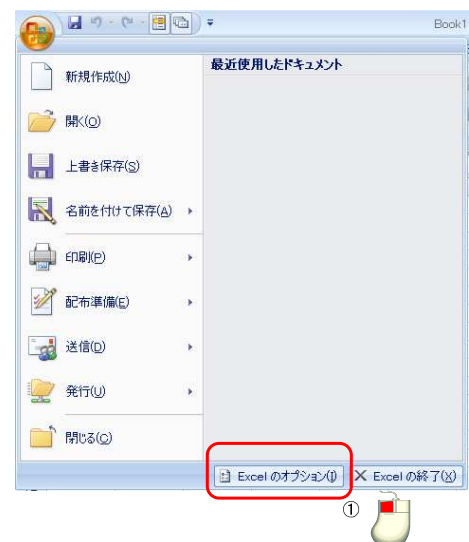 Book1
最近使用したドキュメント
新規作成(N)
開く(O)
上書き保存(S)
名前を付けて保存(A)
印刷(P)
配布準備(E)
送信(D)
発行(U)
閉じる(C)
Excel のオプション(I) Excel の終了(X)
①